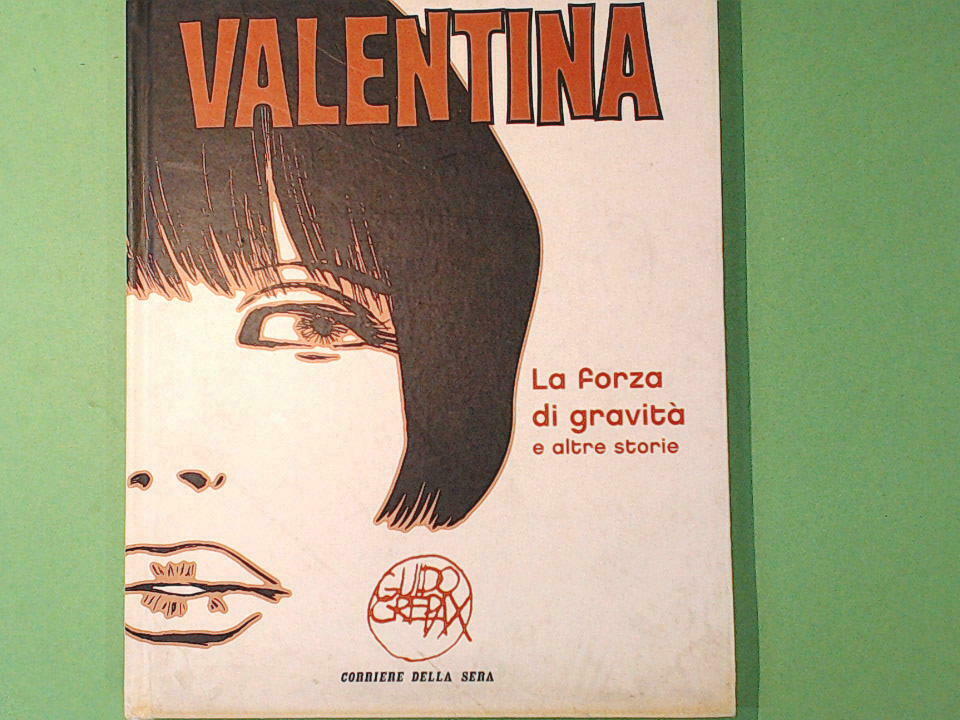 VALENTINA
La forza
di gravità
e altre storie
GUIDO
CREPAX
CORRIERE DELLA SERA